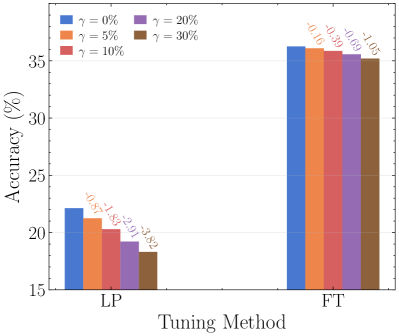 γ = 0%
γ = 5%
γ = 10%
γ = 20%
γ = 30%
Accuracy (%)
35
30
25
20
15
-0.87
-1.83
-2.91
-3.82
-0.16
-0.39
-0.69
-1.05
LP
FT
Tuning Method